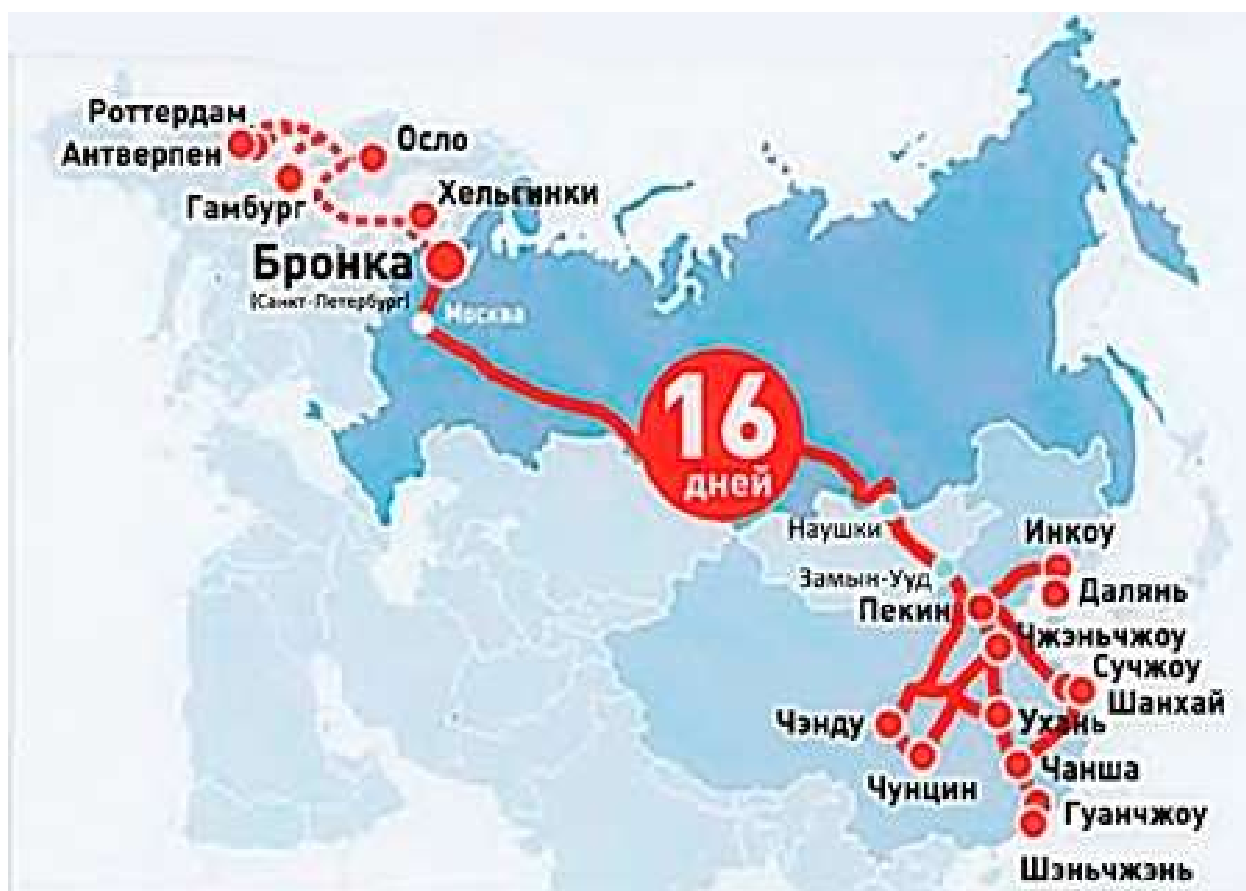 Роттердам
Антверпен
Осло
Гамбург
Хельсинки
Бронка
(Санкт-Петербург)
Москва
16
дней
Наушки
Замын-Ууд
Пекин
Инкоу
Далянь
Чжэньчжоу
Сучжоу
Шанхай
Чэнду
Ухань
Чунцин
Чанша
Гуанчжоу
Шэньчжэнь